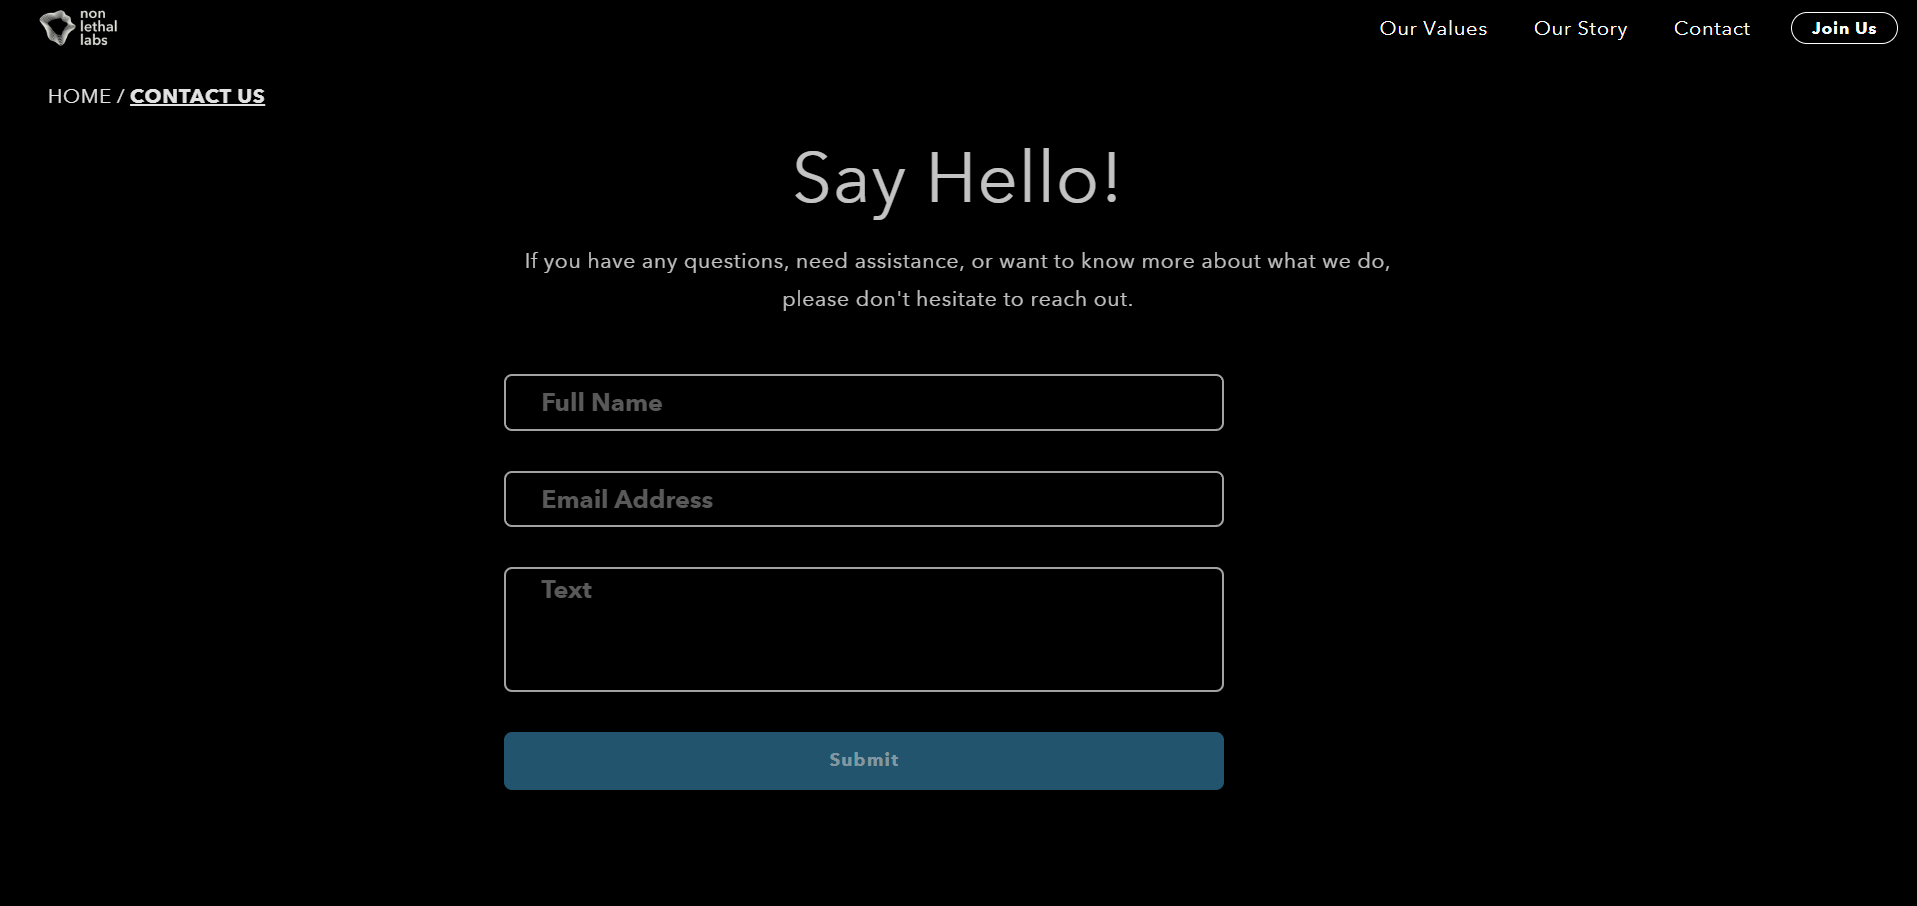 non
lethal
labs
Our Values
Our Story
Contact
Join Us
HOME / CONTACT US
Say Hello!
If you have any questions, need assistance, or want to know more about what we do,
please don't hesitate to reach out.
Full Name
Email Address
Text
Submit